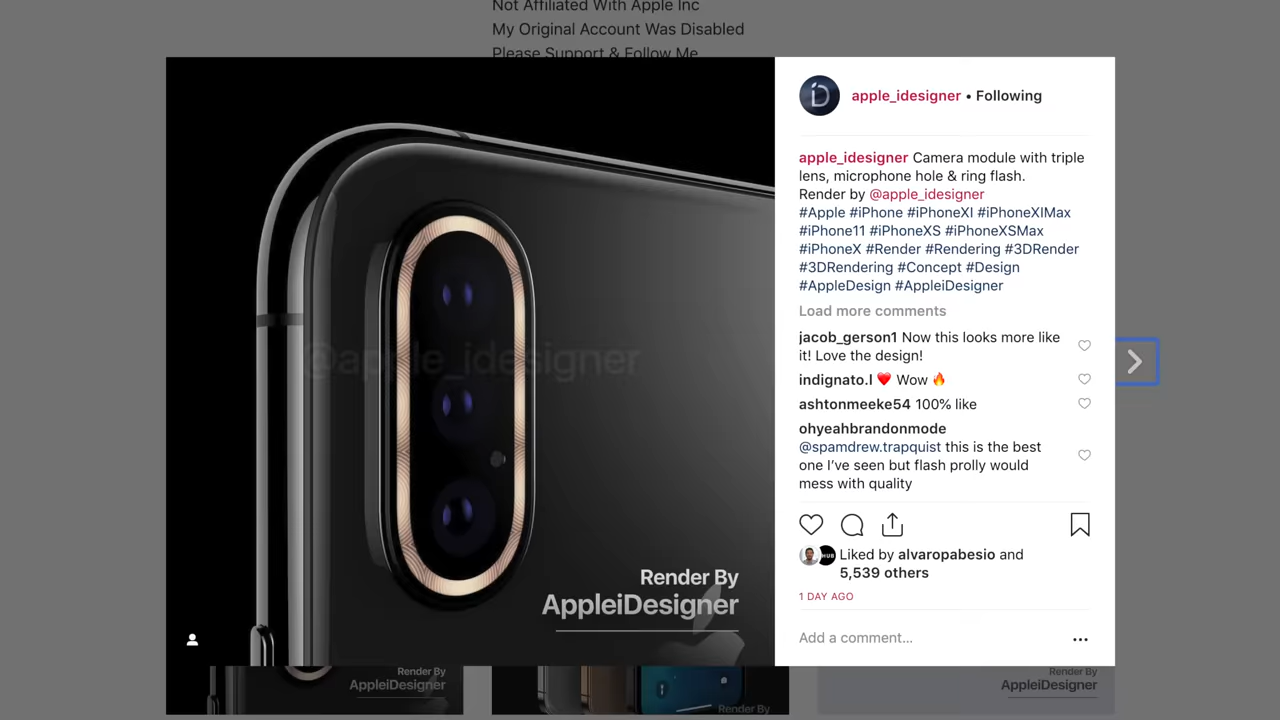 Not Affiliated With Apple Inc
My Original Account Was Disabled
Please Support & Follow Me
@apple_idesigner
Render By
AppleiDesigner
apple_idesigner • Following
apple_idesigner Camera module with triple
lens, microphone hole & ring flash.
Render by @apple_idesigner
#Apple #iPhone #iPhoneXI #iPhoneXIMax
#iPhone11 #iPhoneXS #iPhoneXSMax
#iPhoneX #Render #Rendering #3DRender
#3DRendering #Concept #Design
#AppleDesign #AppleiDesigner
Load more comments
jacob_gerson1 Now this looks more like
it! Love the design!
indignato.l ❤️ Wow 🔥
ashtonmeeke54 100% like
ohyeahbrandonmode
@spamdrew.trapquist this is the best
one I've seen but flash prolly would
mess with quality
Liked by alvaropabesio and
5,539 others
1 DAY AGO
Add a comment...
Render By
AppleiDesigner
Render By
Render By
AppleiDesigner